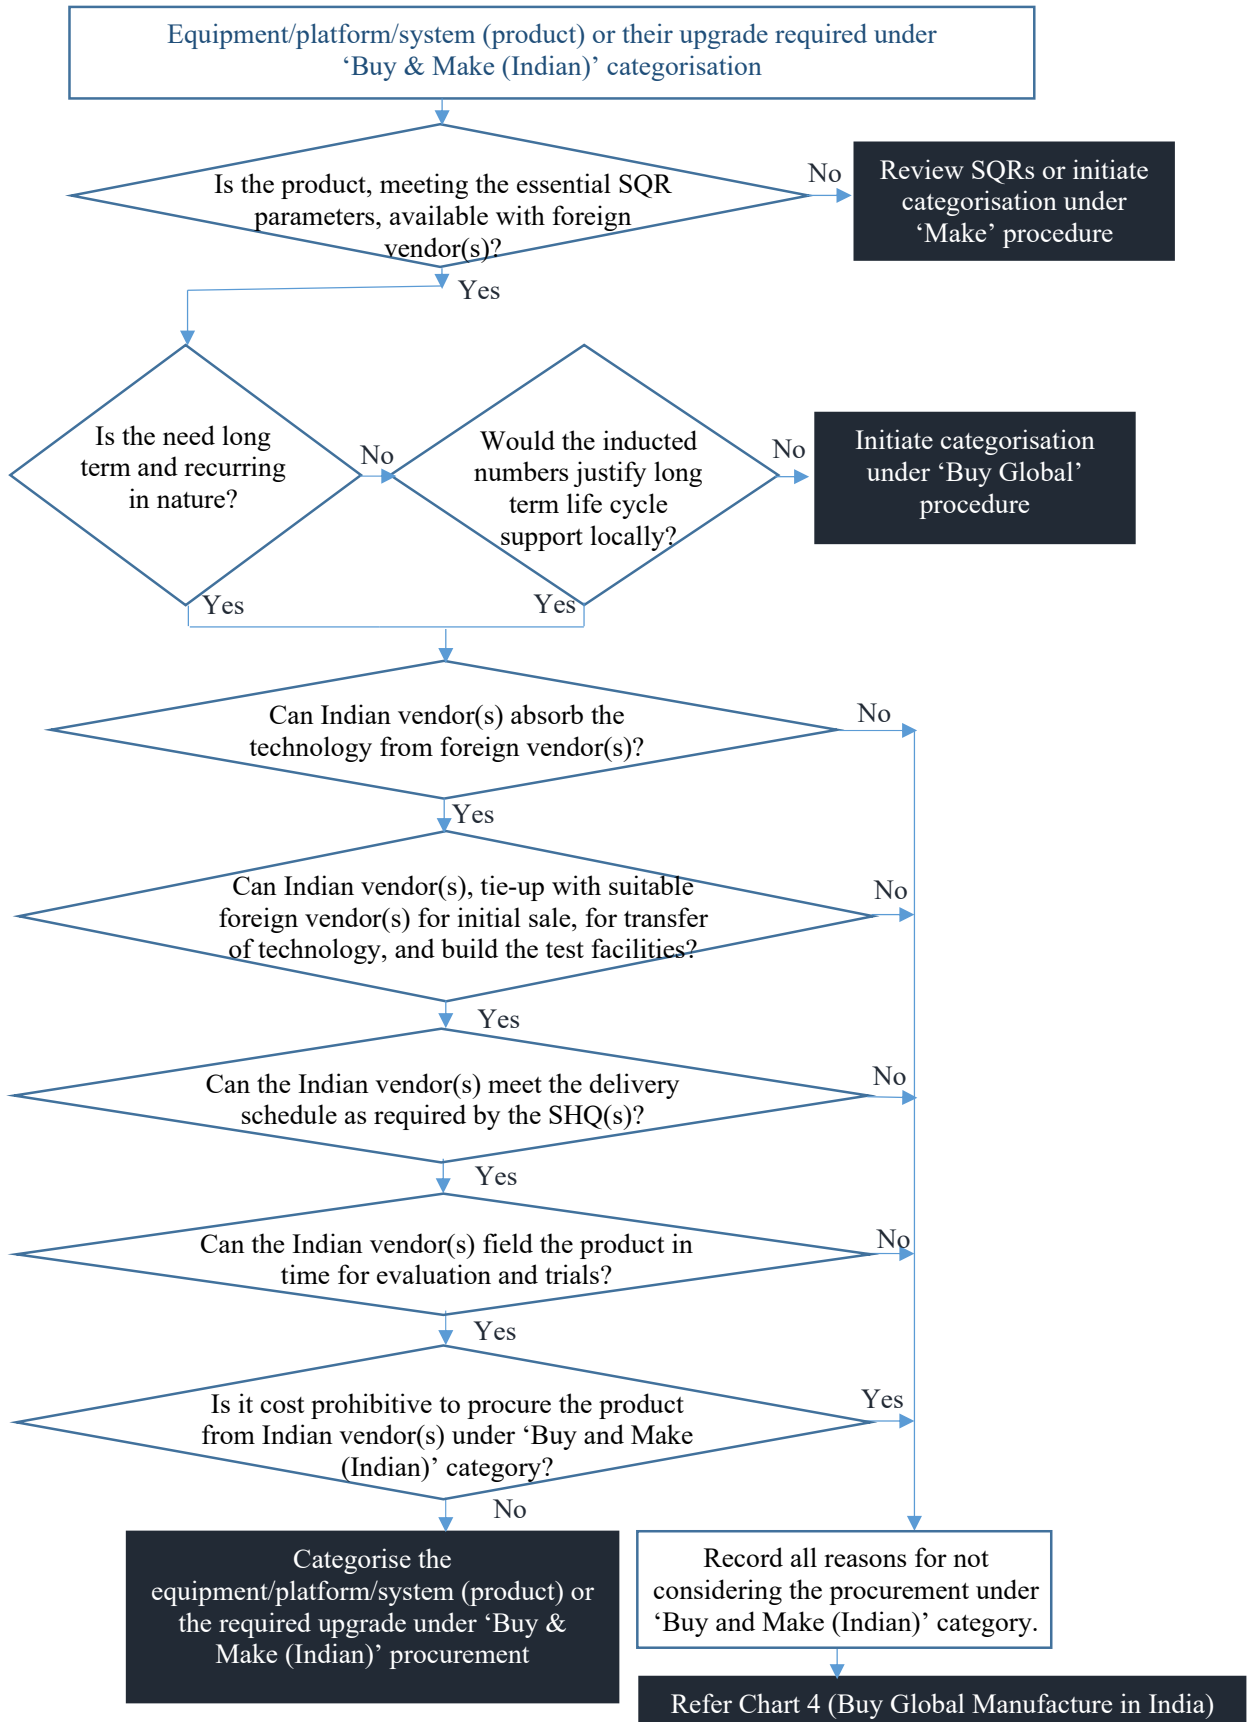 Equipment/platform/system (product) or their upgrade required under
‘Buy & Make (Indian)’ categorisation
Is the product, meeting the essential SQR
parameters, available with foreign
vendor(s)?
No
Review SQRs or initiate
categorisation under
‘Make’ procedure
Yes
Is the need long
term and recurring
in nature?
No
Would the inducted
numbers justify long
term life cycle
support locally?
No
Initiate categorisation
under ‘Buy Global’
procedure
Yes
Yes
Can Indian vendor(s) absorb the
technology from foreign vendor(s)?
No
Yes
Can Indian vendor(s), tie-up with suitable
foreign vendor(s) for initial sale, for transfer
of technology, and build the test facilities?
No
Yes
Can the Indian vendor(s) meet the delivery
schedule as required by the SHQ(s)?
No
Yes
Can the Indian vendor(s) field the product in
time for evaluation and trials?
No
Yes
Is it cost prohibitive to procure the product
from Indian vendor(s) under ‘Buy and Make
(Indian)’ category?
Yes
No
Categorise the
equipment/platform/system (product) or
the required upgrade under ‘Buy &
Make (Indian)’ procurement
Record all reasons for not
considering the procurement under
‘Buy and Make (Indian)’ category.
Refer Chart 4 (Buy Global Manufacture in India)